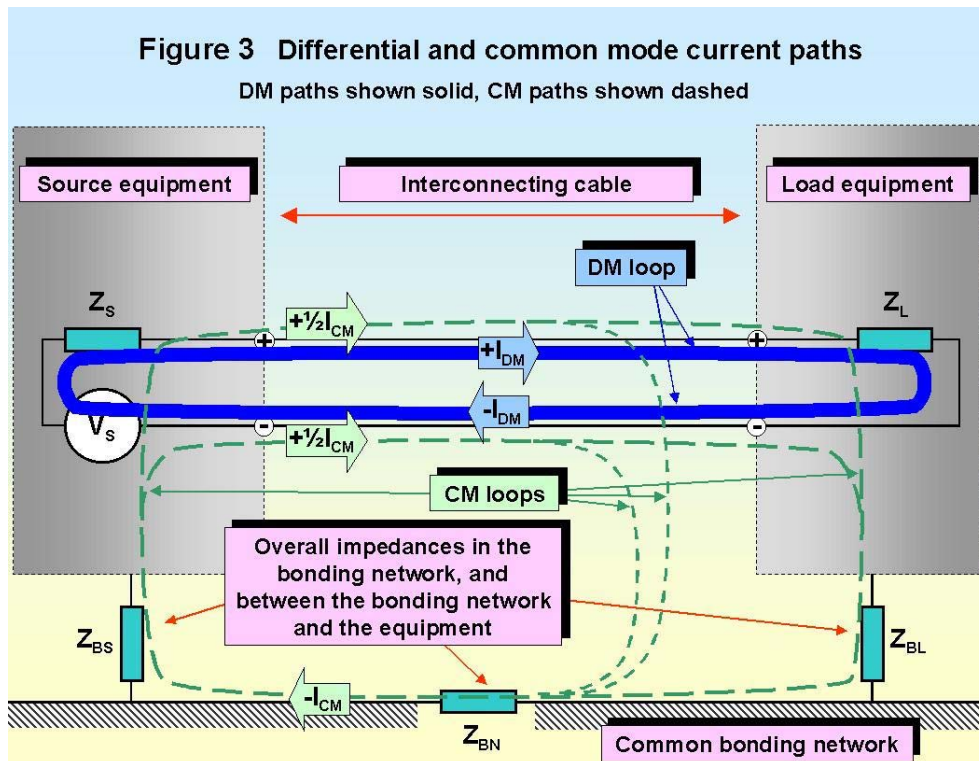 Figure 3 Differential and common mode current paths
DM paths shown solid, CM paths shown dashed
Source equipment
Interconnecting cable
Load equipment
DM loop
Z_S
+½I_CM
Z_L
+
+
+I_DM
-I_DM
V_S
-
-
+½I_CM
CM loops
Overall impedances in the
bonding network, and
between the bonding network
and the equipment
Z_BS
Z_BL
-I_CM
Z_BN
Common bonding network